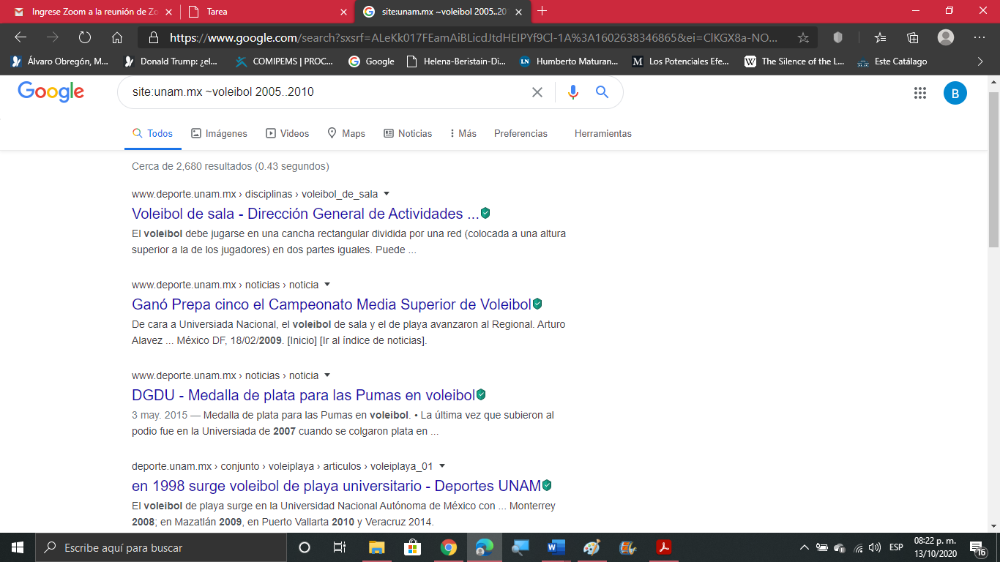 Ingrese Zoom a la reunión de Zo
Tarea
site:unam.mx ~voleibol 2005..20
https://www.google.com/search?sxsrf=ALeKk017FFamAiBLicdJtdHEIPYf9Cl-1A%3A1602638346865&ei=ClKGX8a-NO...
Álvaro Obregón, M...
Donald Trump: ¿el...
COMIPEMS | PROC...
Google
Helena-Beristain-Di...
LN
Humberto Maturan...
M
Los Potenciales Efe...
W
The Silence of the L...
Este Catálago
Google
site:unam.mx ~voleibol 2005..2010
B
Todos
Imágenes
Videos
Maps
Noticias
Más
Preferencias
Herramientas
Cerca de 2,680 resultados (0.43 segundos)
www.deporte.unam.mx › disciplinas › voleibol_de_sala
Voleibol de sala - Dirección General de Actividades ...
El voleibol debe jugarse en una cancha rectangular dividida por una red (colocada a una altura
superior a la de los jugadores) en dos partes iguales. Puede ...
www.deporte.unam.mx › noticias › noticia
Ganó Prepa cinco el Campeonato Media Superior de Voleibol
De cara a Universiada Nacional, el voleibol de sala y el de playa avanzaron al Regional. Arturo
Alavez ... México DF, 18/02/2009. [Inicio] [Ir al índice de noticias].
www.deporte.unam.mx › noticias › noticia
DGDU - Medalla de plata para las Pumas en voleibol
3 may. 2015 — Medalla de plata para las Pumas en voleibol. • La última vez que subieron al
podio fue en la Universiada de 2007 cuando se colgaron plata en ...
deporte.unam.mx › conjunto › voleiplaya › articulos › voleiplaya_01
en 1998 surge voleibol de playa universitario - Deportes UNAM
El voleibol de playa surge en la Universidad Nacional Autónoma de México con ... Monterrey
2008; en Mazatlán 2009, en Puerto Vallarta 2010 y Veracruz 2014.
Escribe aquí para buscar
ESP
08:22 p. m.
13/10/2020
16